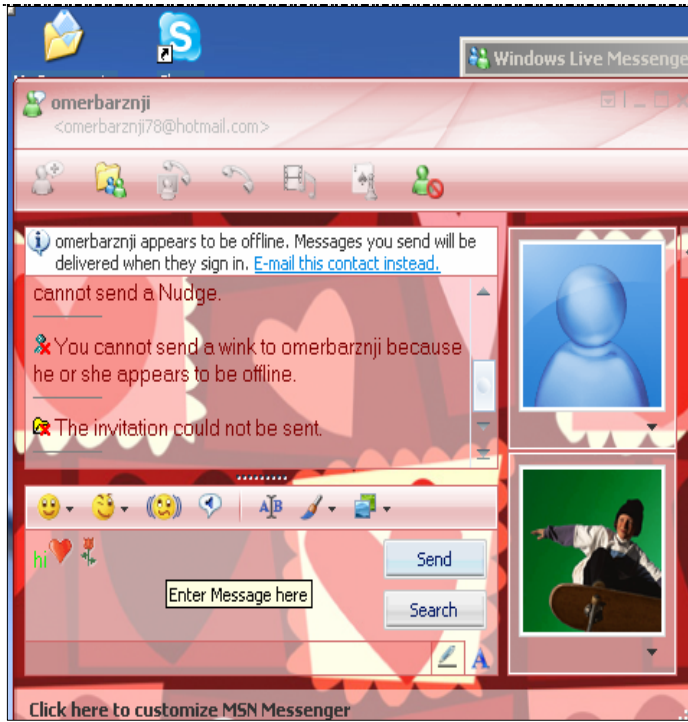 Windows Live Messenge
omerbarznji
<omerbarznji78@hotmail.com>
omerbarznji appears to be offline. Messages you send will be
delivered when they sign in. E-mail this contact instead.
cannot send a Nudge.
You cannot send a wink to omerbarznji because
he or she appears to be offline.
The invitation could not be sent.
hi
Send
Enter Message here
Search
A
Click here to customize MSN Messenger